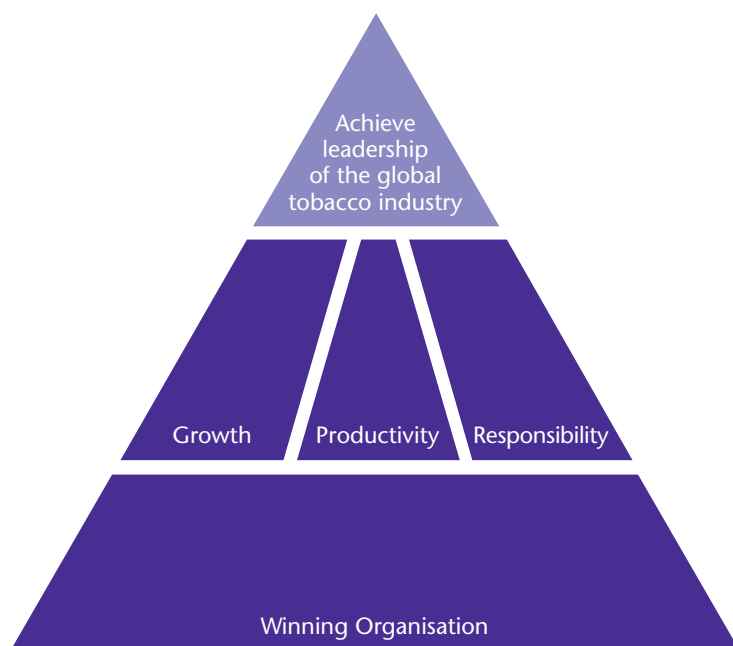 Achieve
leadership
of the global
tobacco industry
Growth
Productivity
Responsibility
Winning Organisation